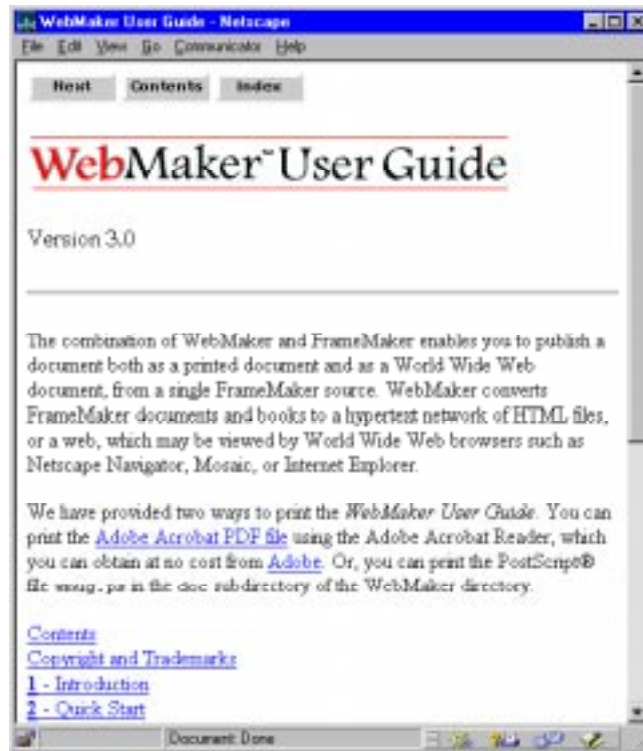 WebMaker User Guide - Netscape
File Edit View Go Communicator Help
Next Contents Index
WebMaker™ User Guide
Version 3.0
The combination of WebMaker and FrameMaker enables you to publish a
document both as a printed document and as a World Wide Web
document, from a single FrameMaker source. WebMaker converts
FrameMaker documents and books to a hypertext network of HTML files,
or a web, which may be viewed by World Wide Web browsers such as
Netscape Navigator, Mosaic, or Internet Explorer.
We have provided two ways to print the WebMaker User Guide. You can
print the Adobe Acrobat PDF file using the Adobe Acrobat Reader, which
you can obtain at no cost from Adobe. Or, you can print the PostScript®
file in the doc subdirectory of the WebMaker directory.
Contents
Copyright and Trademarks
1 - Introduction
2 - Quick Start
Document: Done